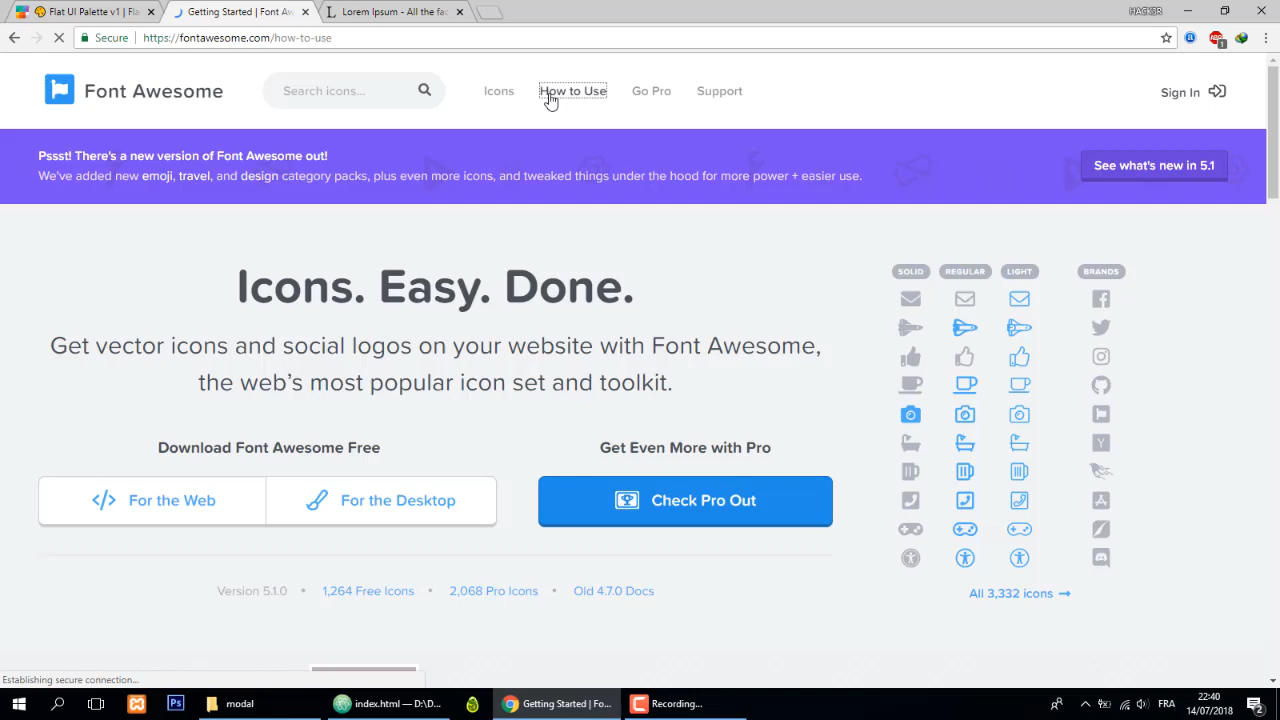 Flat UI Palette v1 | Fla
Getting Started | Font Aw
Lorem Ipsum - All the fac
HACK3R
Secure
https://fontawesome.com/how-to-use
Font Awesome
Search icons...
Icons
How to Use
Go Pro
Support
Sign In
Pssst! There's a new version of Font Awesome out!
We've added new emoji, travel, and design category packs, plus even more icons, and tweaked things under the hood for more power + easier use.
See what's new in 5.1
Icons. Easy. Done.
Get vector icons and social logos on your website with Font Awesome,
the web's most popular icon set and toolkit.
SOLID REGULAR LIGHT BRANDS
Download Font Awesome Free
Get Even More with Pro
For the Web
For the Desktop
Check Pro Out
Version 5.1.0 • 1,264 Free Icons • 2,068 Pro Icons • Old 4.7.0 Docs
All 3,332 icons
Establishing secure connection...
modal
index.html — D:\D...
Getting Started | Fo...
Recording...
FRA
22:40
14/07/2018